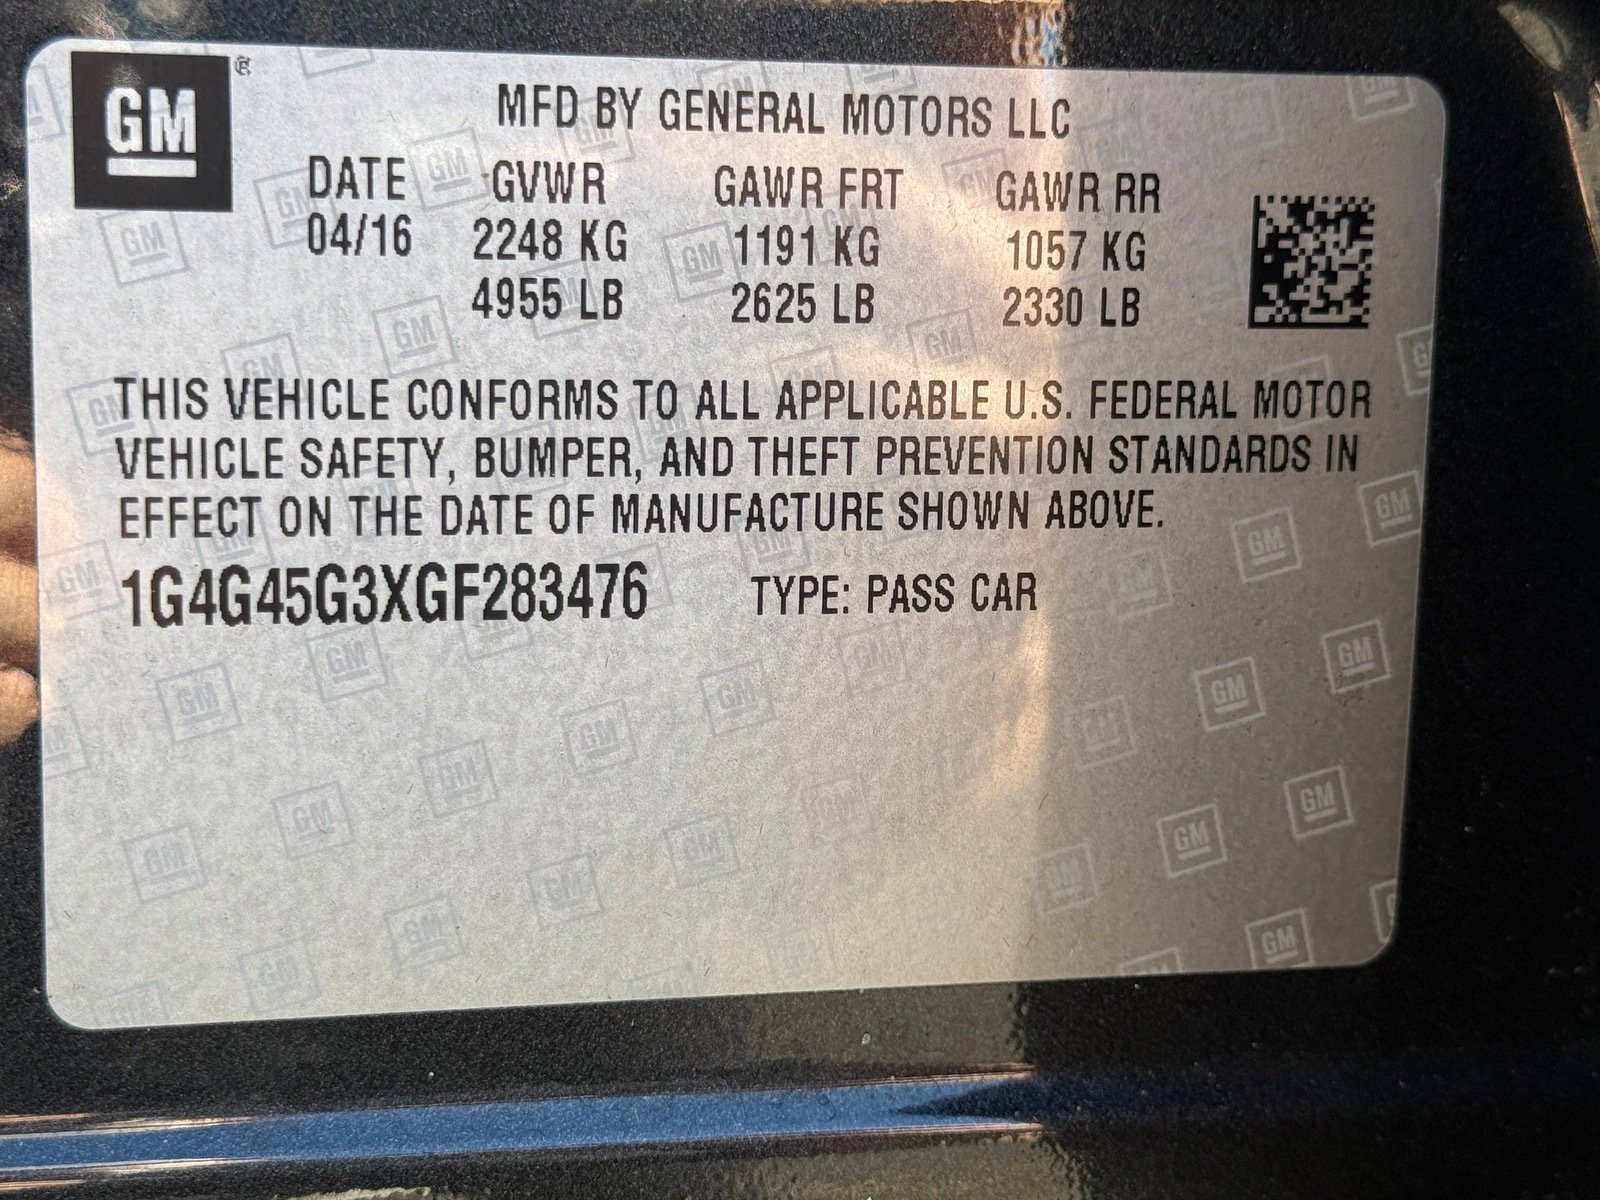 GM
MFD BY GENERAL MOTORS LLC
DATE GVWR GAWR FRT GAWR RR
04/16 2248 KG 1191 KG 1057 KG
4955 LB 2625 LB 2330 LB
THIS VEHICLE CONFORMS TO ALL APPLICABLE U.S. FEDERAL MOTOR
VEHICLE SAFETY, BUMPER, AND THEFT PREVENTION STANDARDS IN
EFFECT ON THE DATE OF MANUFACTURE SHOWN ABOVE.
1G4G45G3XGF283476 TYPE: PASS CAR